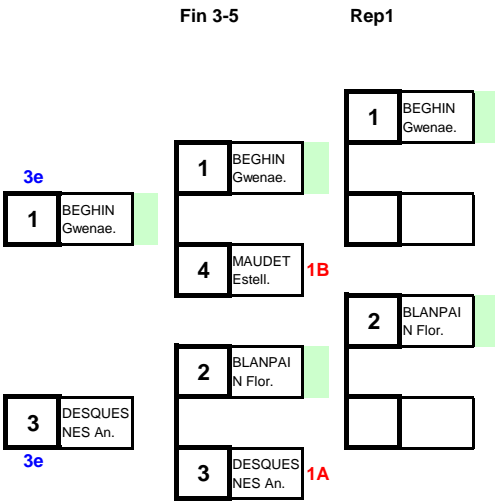 Fin 3-5
Rep1
1
BEGHIN
Gwenae.
1
BEGHIN
Gwenae.
3e
1
BEGHIN
Gwenae.
4
MAUDET
Estell.
1B
2
BLANPAI
N Flor.
2
BLANPAI
N Flor.
3
DESQUES
NES An.
3e
3
DESQUES
NES An.
1A